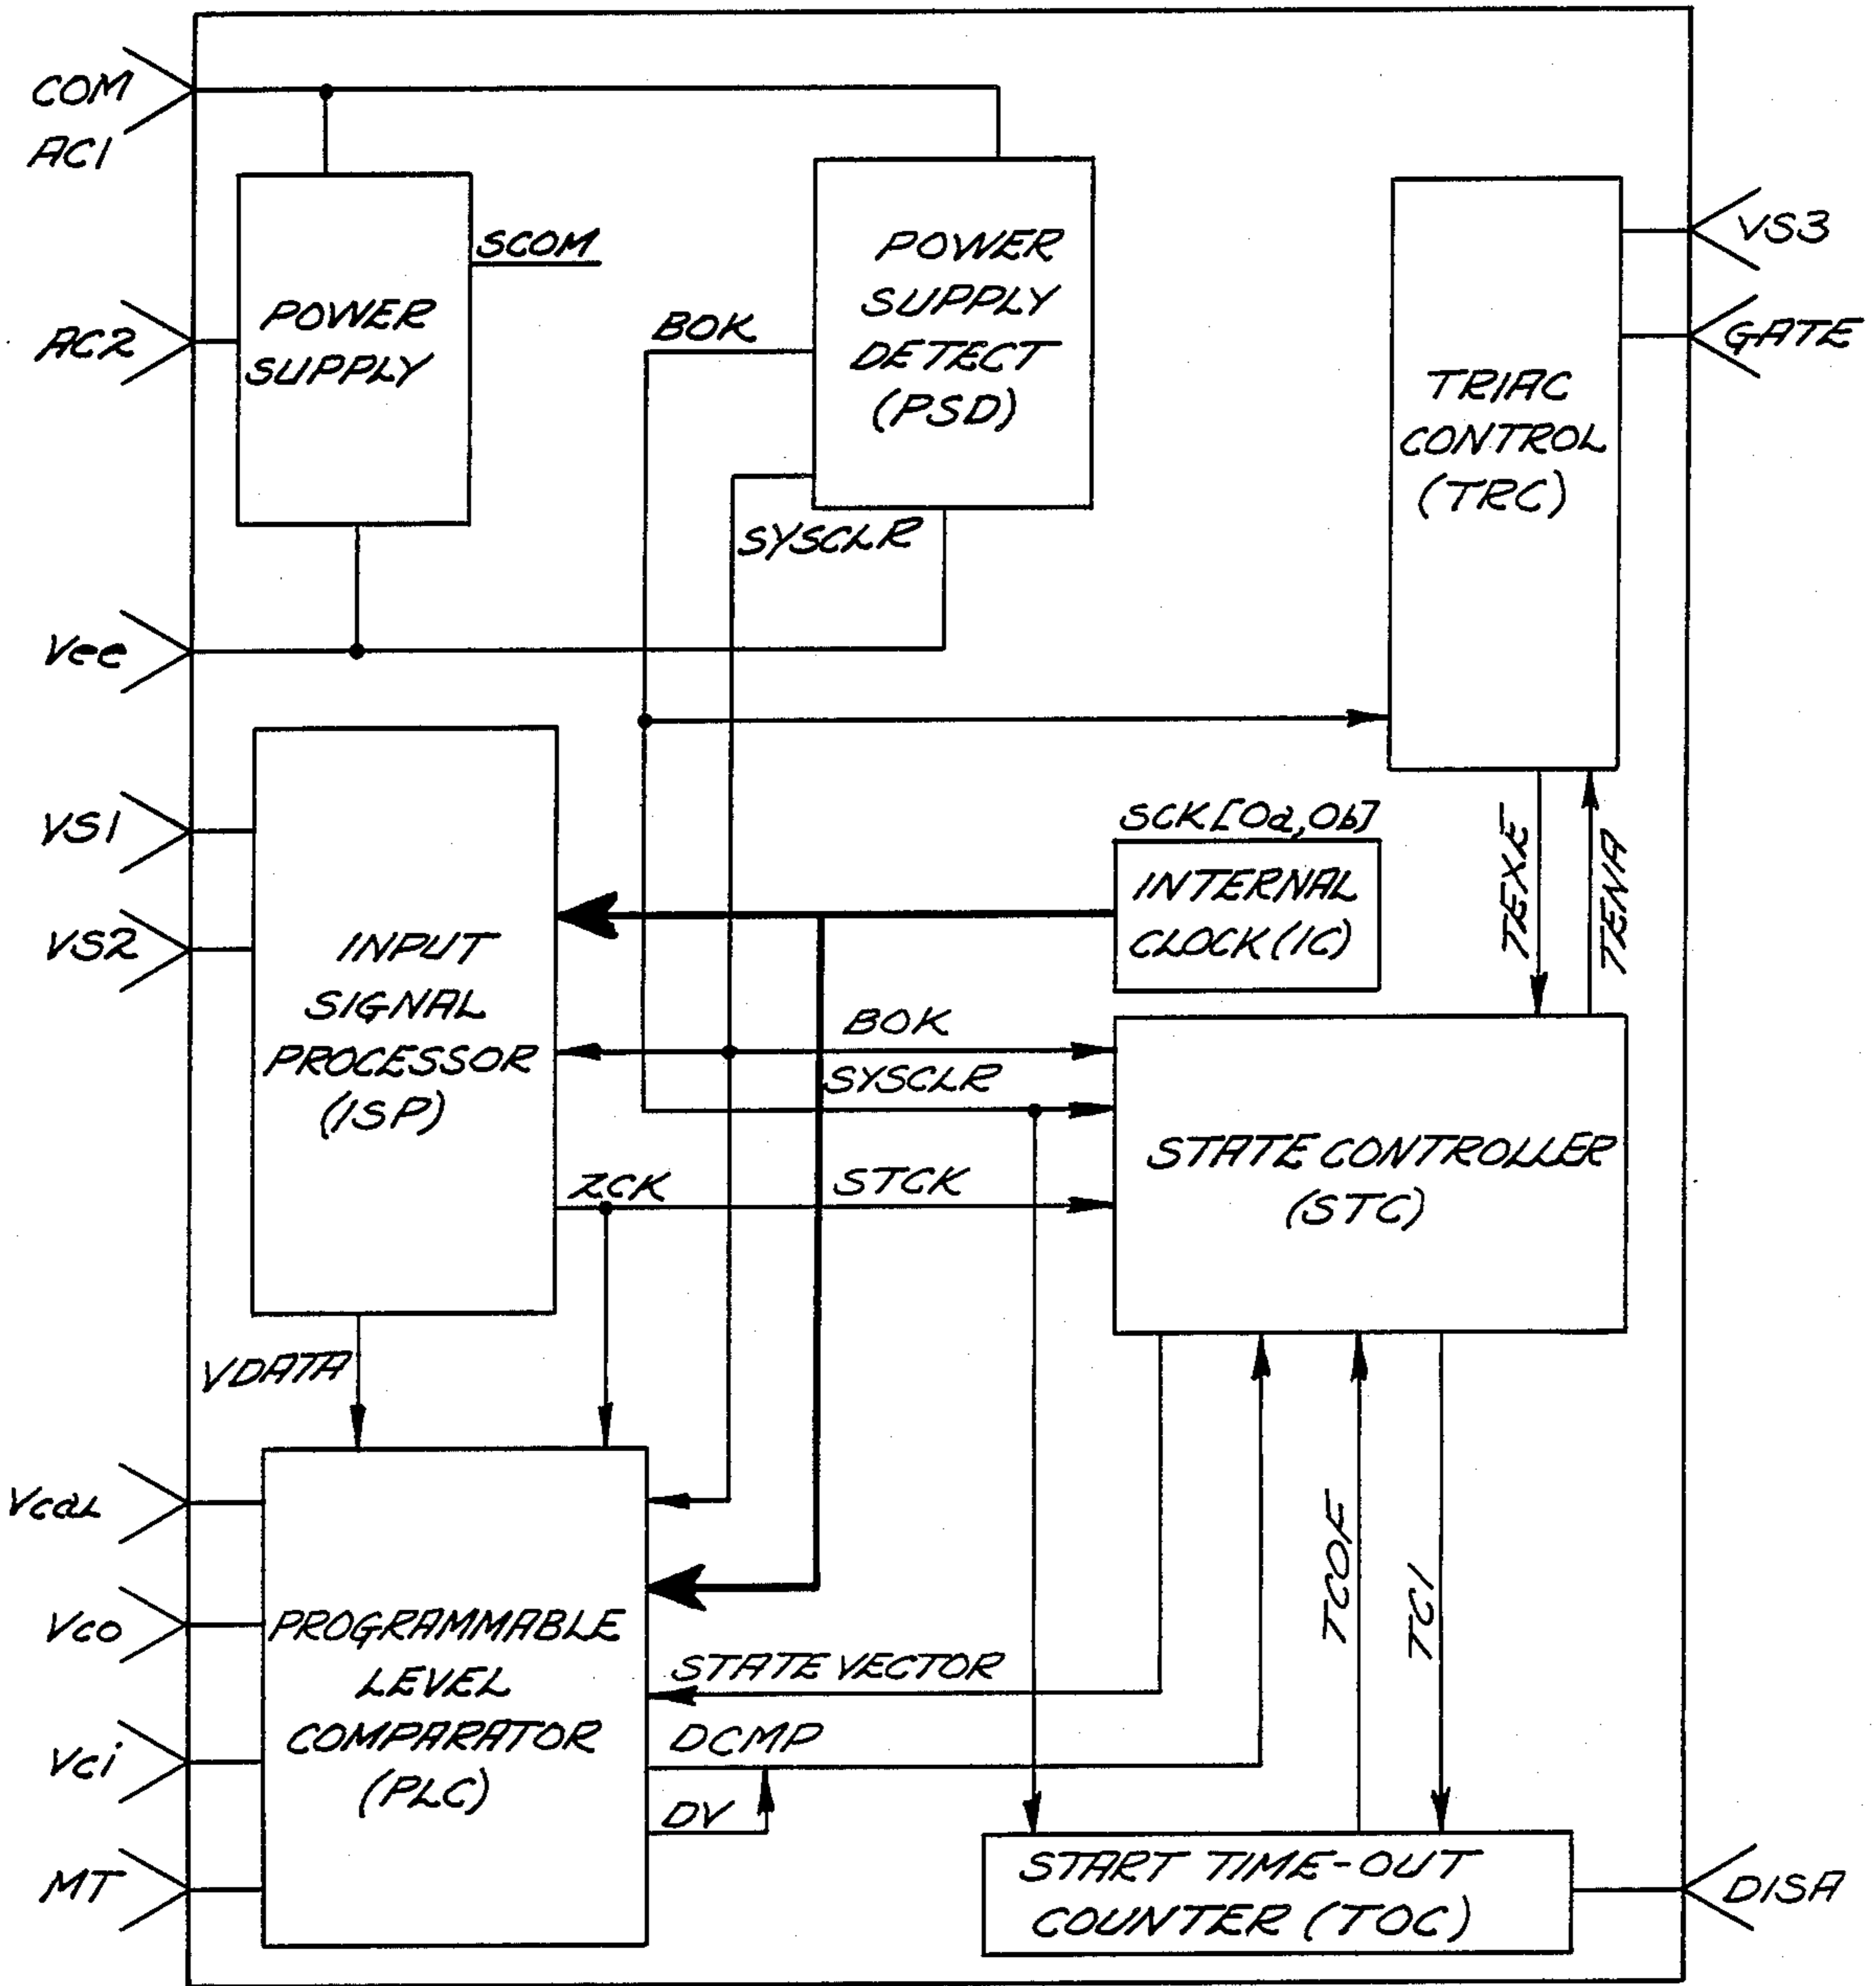 COM
AC1
AC2
Vee
VS1
VS2
Vcal
Vco
Vci
MT
POWER
SUPPLY
SCOM
POWER
SUPPLY
DETECT
(PSD)
BOK
SYSCLR
TRIAC
CONTROL
(TRC)
VS3
GATE
TEXE
TENA
SCK[Oa,Ob]
INTERNAL
CLOCK (IC)
INPUT
SIGNAL
PROCESSOR
(ISP)
BOK
SYSCLR
ZCK
STCK
STATE CONTROLLER
(STC)
VDATA
PROGRAMMABLE
LEVEL
COMPARATOR
(PLC)
STATE VECTOR
DCMP
DV
TCOF
TCI
START TIME-OUT
COUNTER (TOC)
DISA